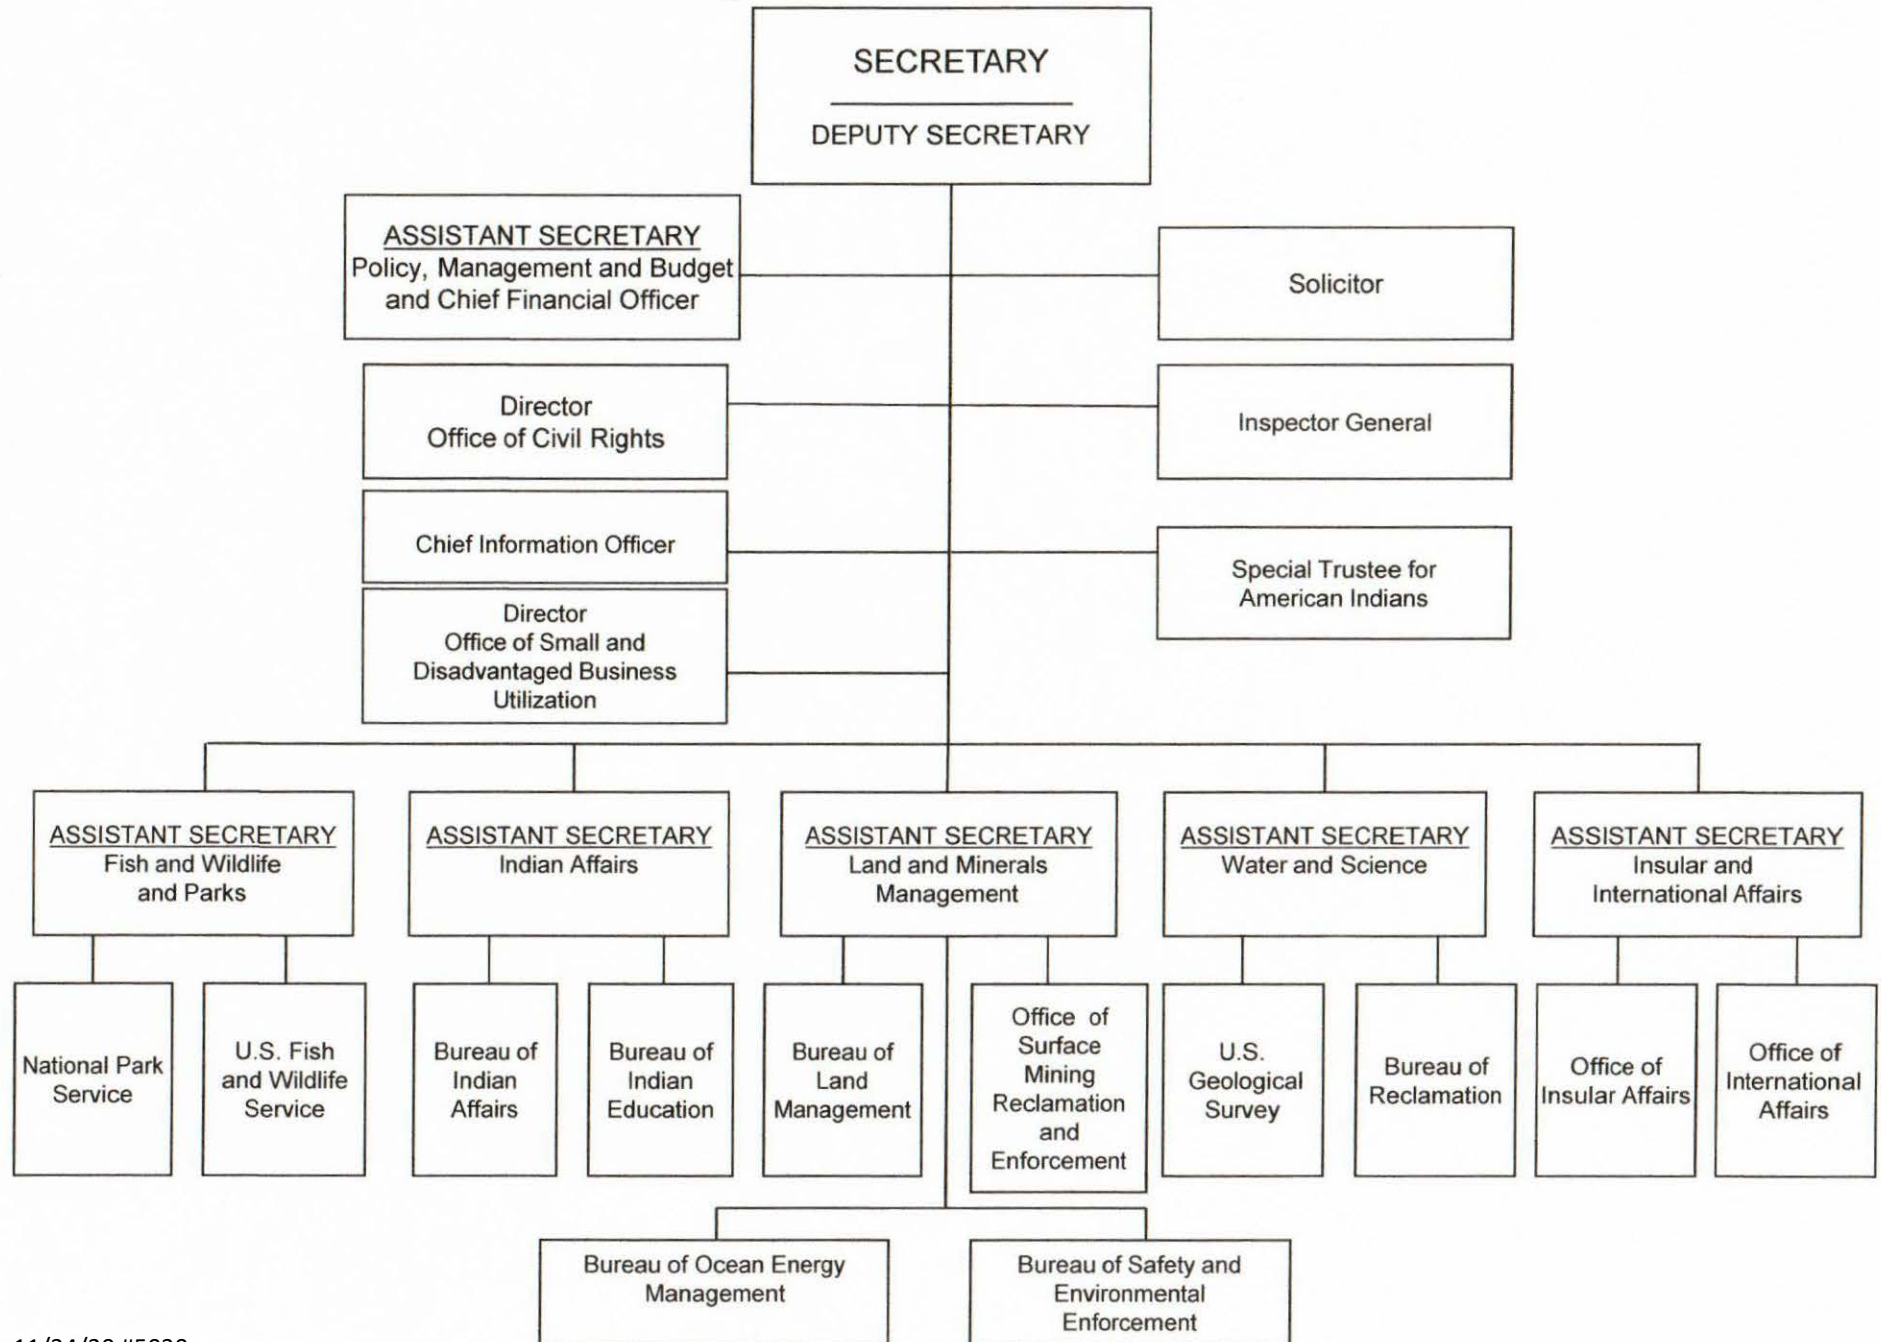 SECRETARY
DEPUTY SECRETARY
ASSISTANT SECRETARY
Policy, Management and Budget
and Chief Financial Officer
Solicitor
Director
Office of Civil Rights
Inspector General
Chief Information Officer
Special Trustee for
American Indians
Director
Office of Small and
Disadvantaged Business
Utilization
ASSISTANT SECRETARY
Fish and Wildlife
and Parks
ASSISTANT SECRETARY
Indian Affairs
ASSISTANT SECRETARY
Land and Minerals
Management
ASSISTANT SECRETARY
Water and Science
ASSISTANT SECRETARY
Insular and
International Affairs
National Park
Service
U.S. Fish
and Wildlife
Service
Bureau of
Indian
Affairs
Bureau of
Indian
Education
Bureau of
Land
Management
Office of
Surface
Mining
Reclamation
and
Enforcement
U.S.
Geological
Survey
Bureau of
Reclamation
Office of
Insular Affairs
Office of
International
Affairs
Bureau of Ocean Energy
Management
Bureau of Safety and
Environmental
Enforcement